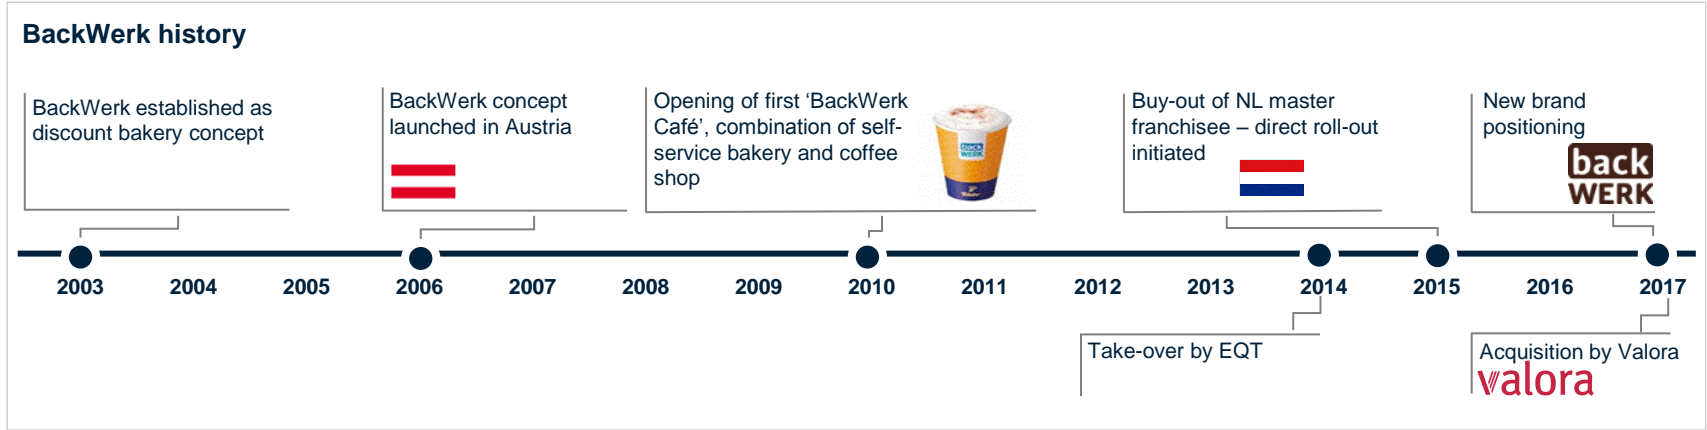 BackWerk history
BackWerk established as
discount bakery concept
BackWerk concept
launched in Austria
Opening of first ‘BackWerk
Café’, combination of self-
service bakery and coffee
shop
back
WERK
Buy-out of NL master
franchisee – direct roll-out
initiated
New brand
positioning
back
WERK
2003 2004 2005 2006 2007 2008 2009 2010 2011 2012 2013 2014 2015 2016 2017
Take-over by EQT
Acquisition by Valora
valora